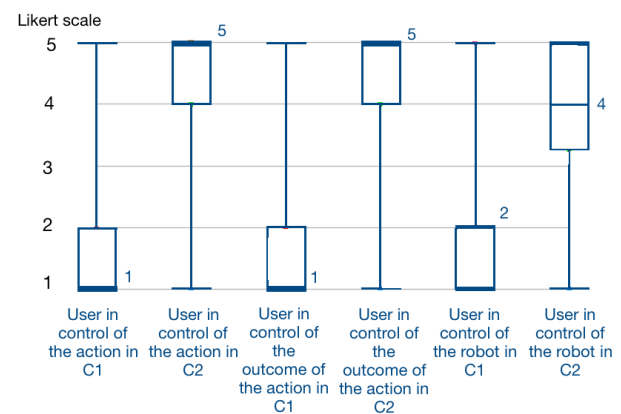 Likert scale
5
4
3
2
1
1
5
1
5
2
4
User in
control of
the action in
C1
User in
control of
the action in
C2
User in
control of
the
outcome of
the action in
C1
User in
control of
the
outcome of
the action in
C2
User in
control of
the robot in
C1
User in
control of
the robot in
C2